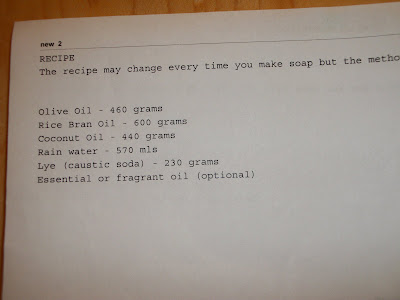 new 2
RECIPE
The recipe may change every time you make soap but the
Olive Oil - 460 grams
Rice Bran Oil - 600 grams
Coconut Oil - 440 grams
Rain water - 570 mls
Lye (caustic soda) - 230 grams
Essential or fragrant oil (optional)